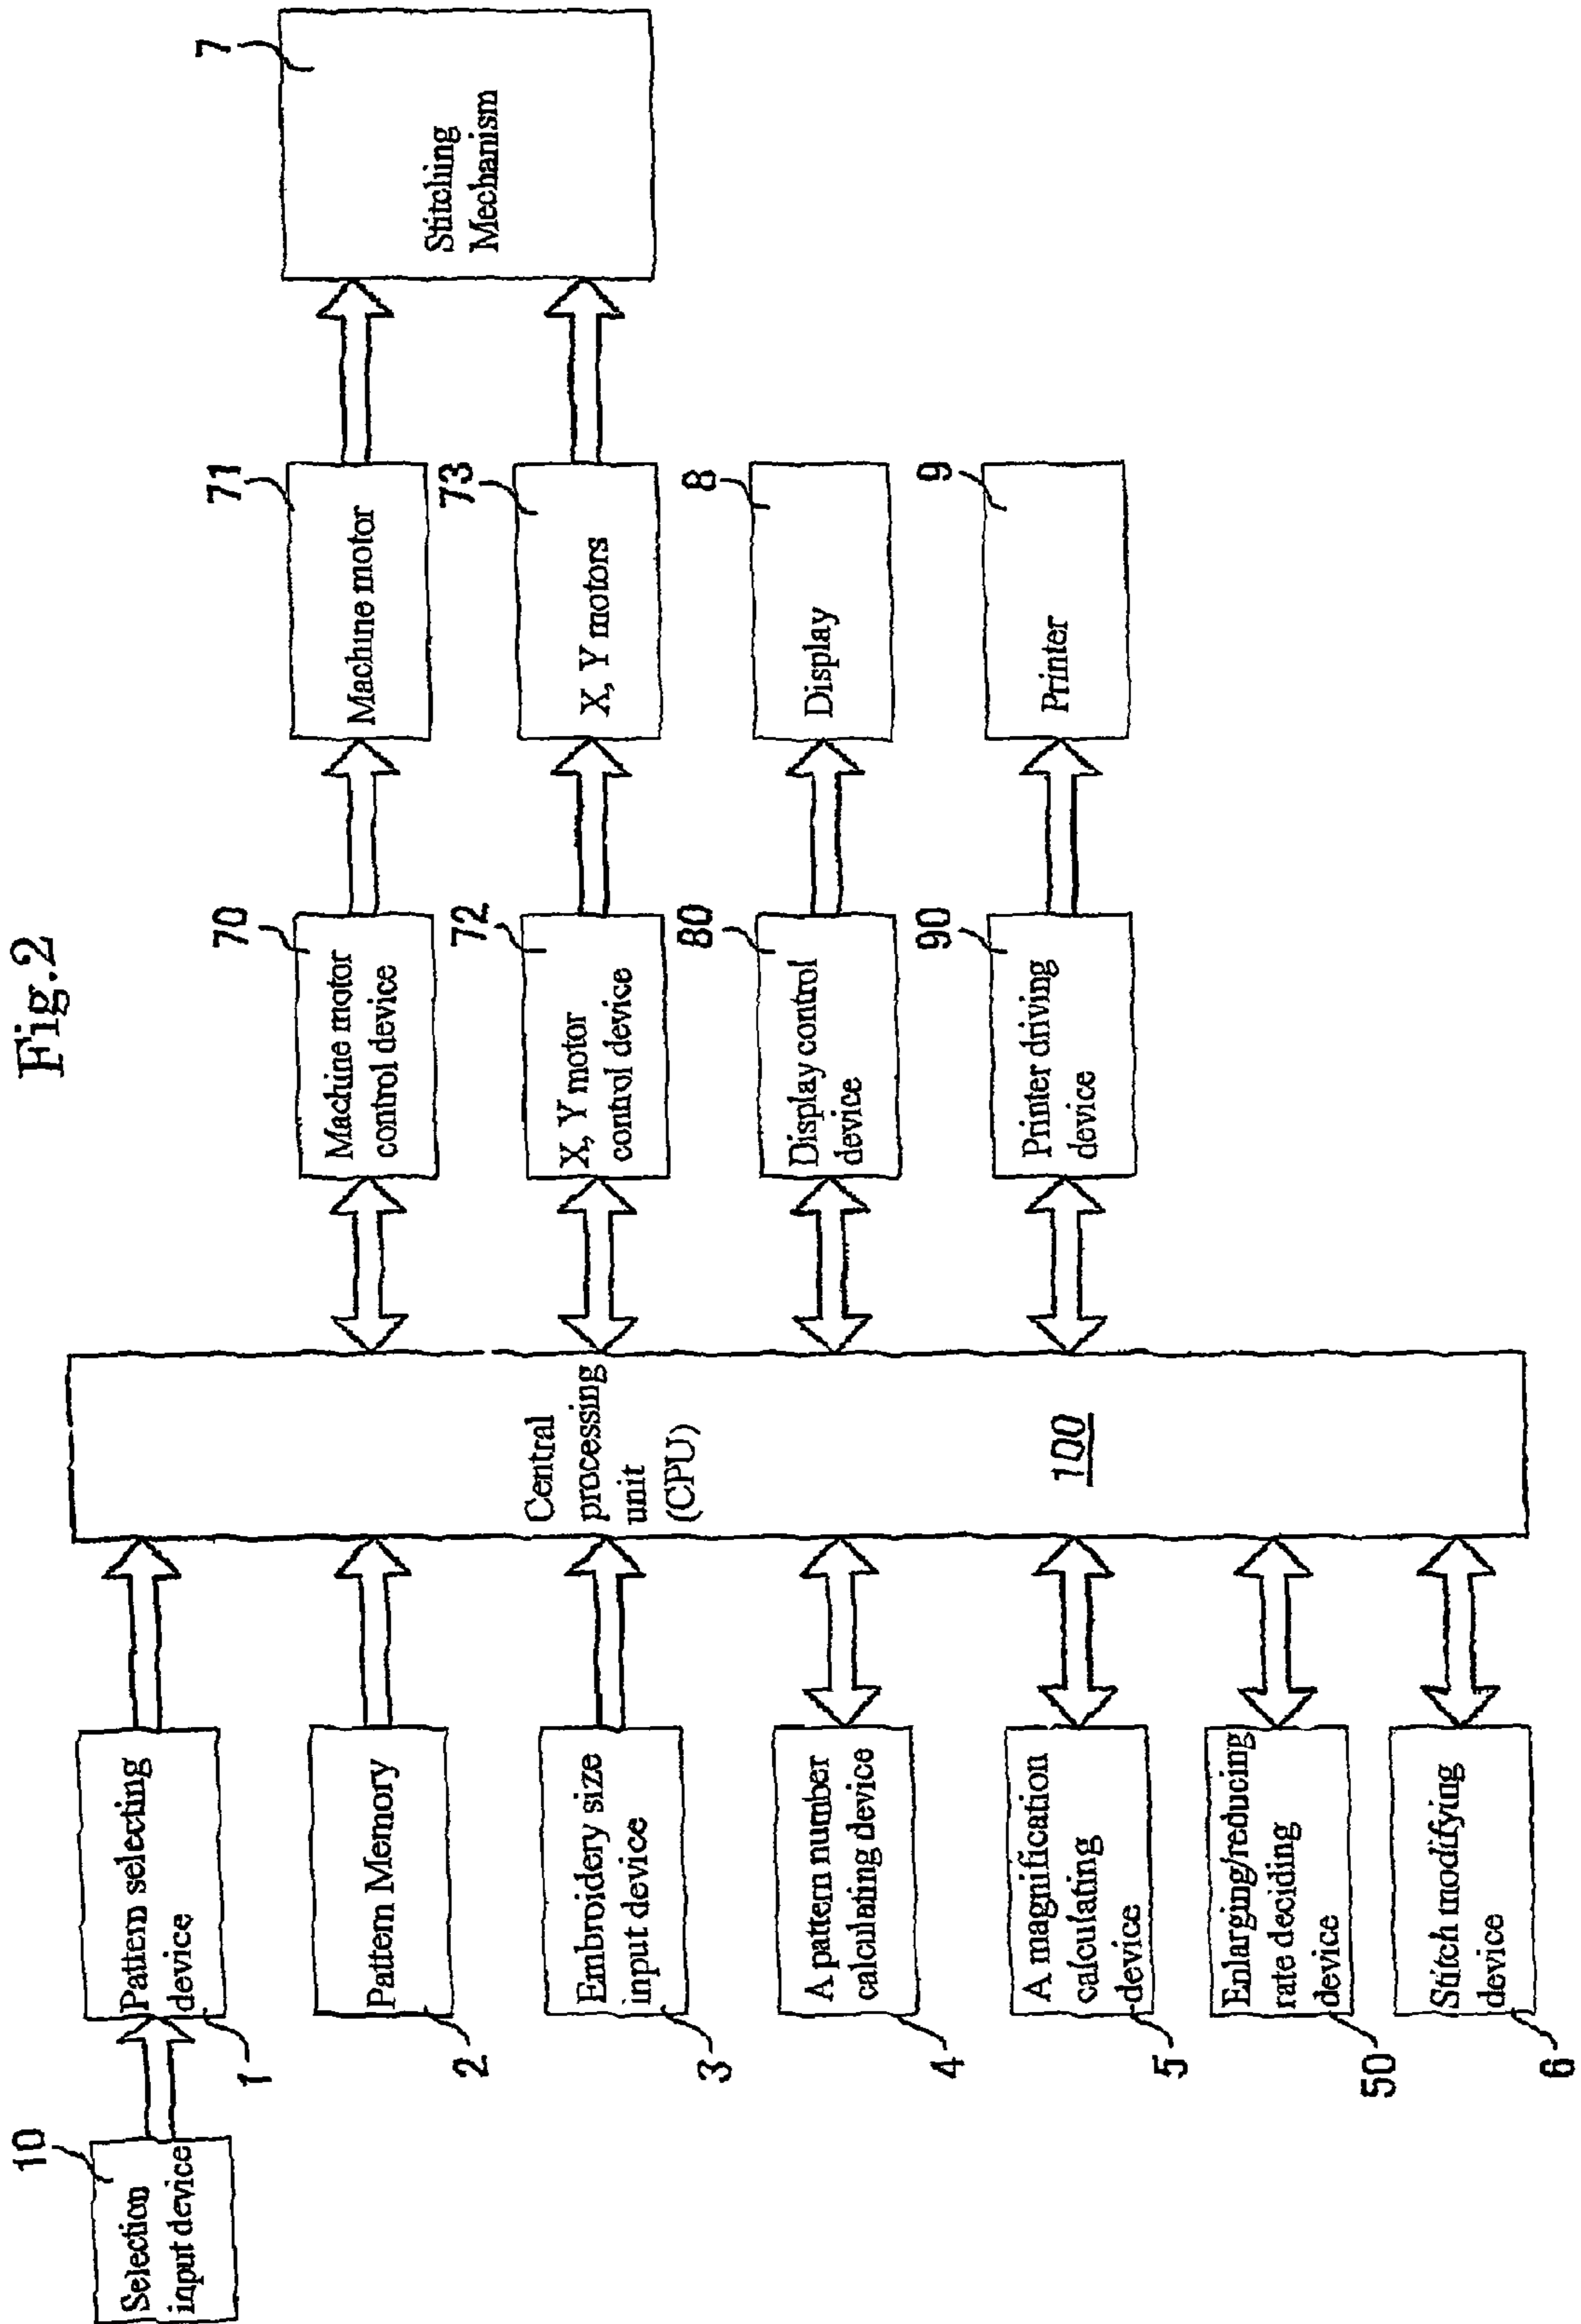 Fig.2
10
Selection
input device
1
Pattern selecting
device
2
Pattern Memory
3
Embroidery size
input device
4
A pattern number
calculating device
5
A magnification
calculating
device
50
Enlarging/reducing
rate deciding
device
6
Stitch modifying
device
Central
processing
unit
(CPU)
100
70
Machine motor
control device
72
X, Y motor
control device
80
Display control
device
90
Printer driving
device
71
Machine motor
73
X, Y motors
8
Display
9
Printer
7
Stitching
Mechanism